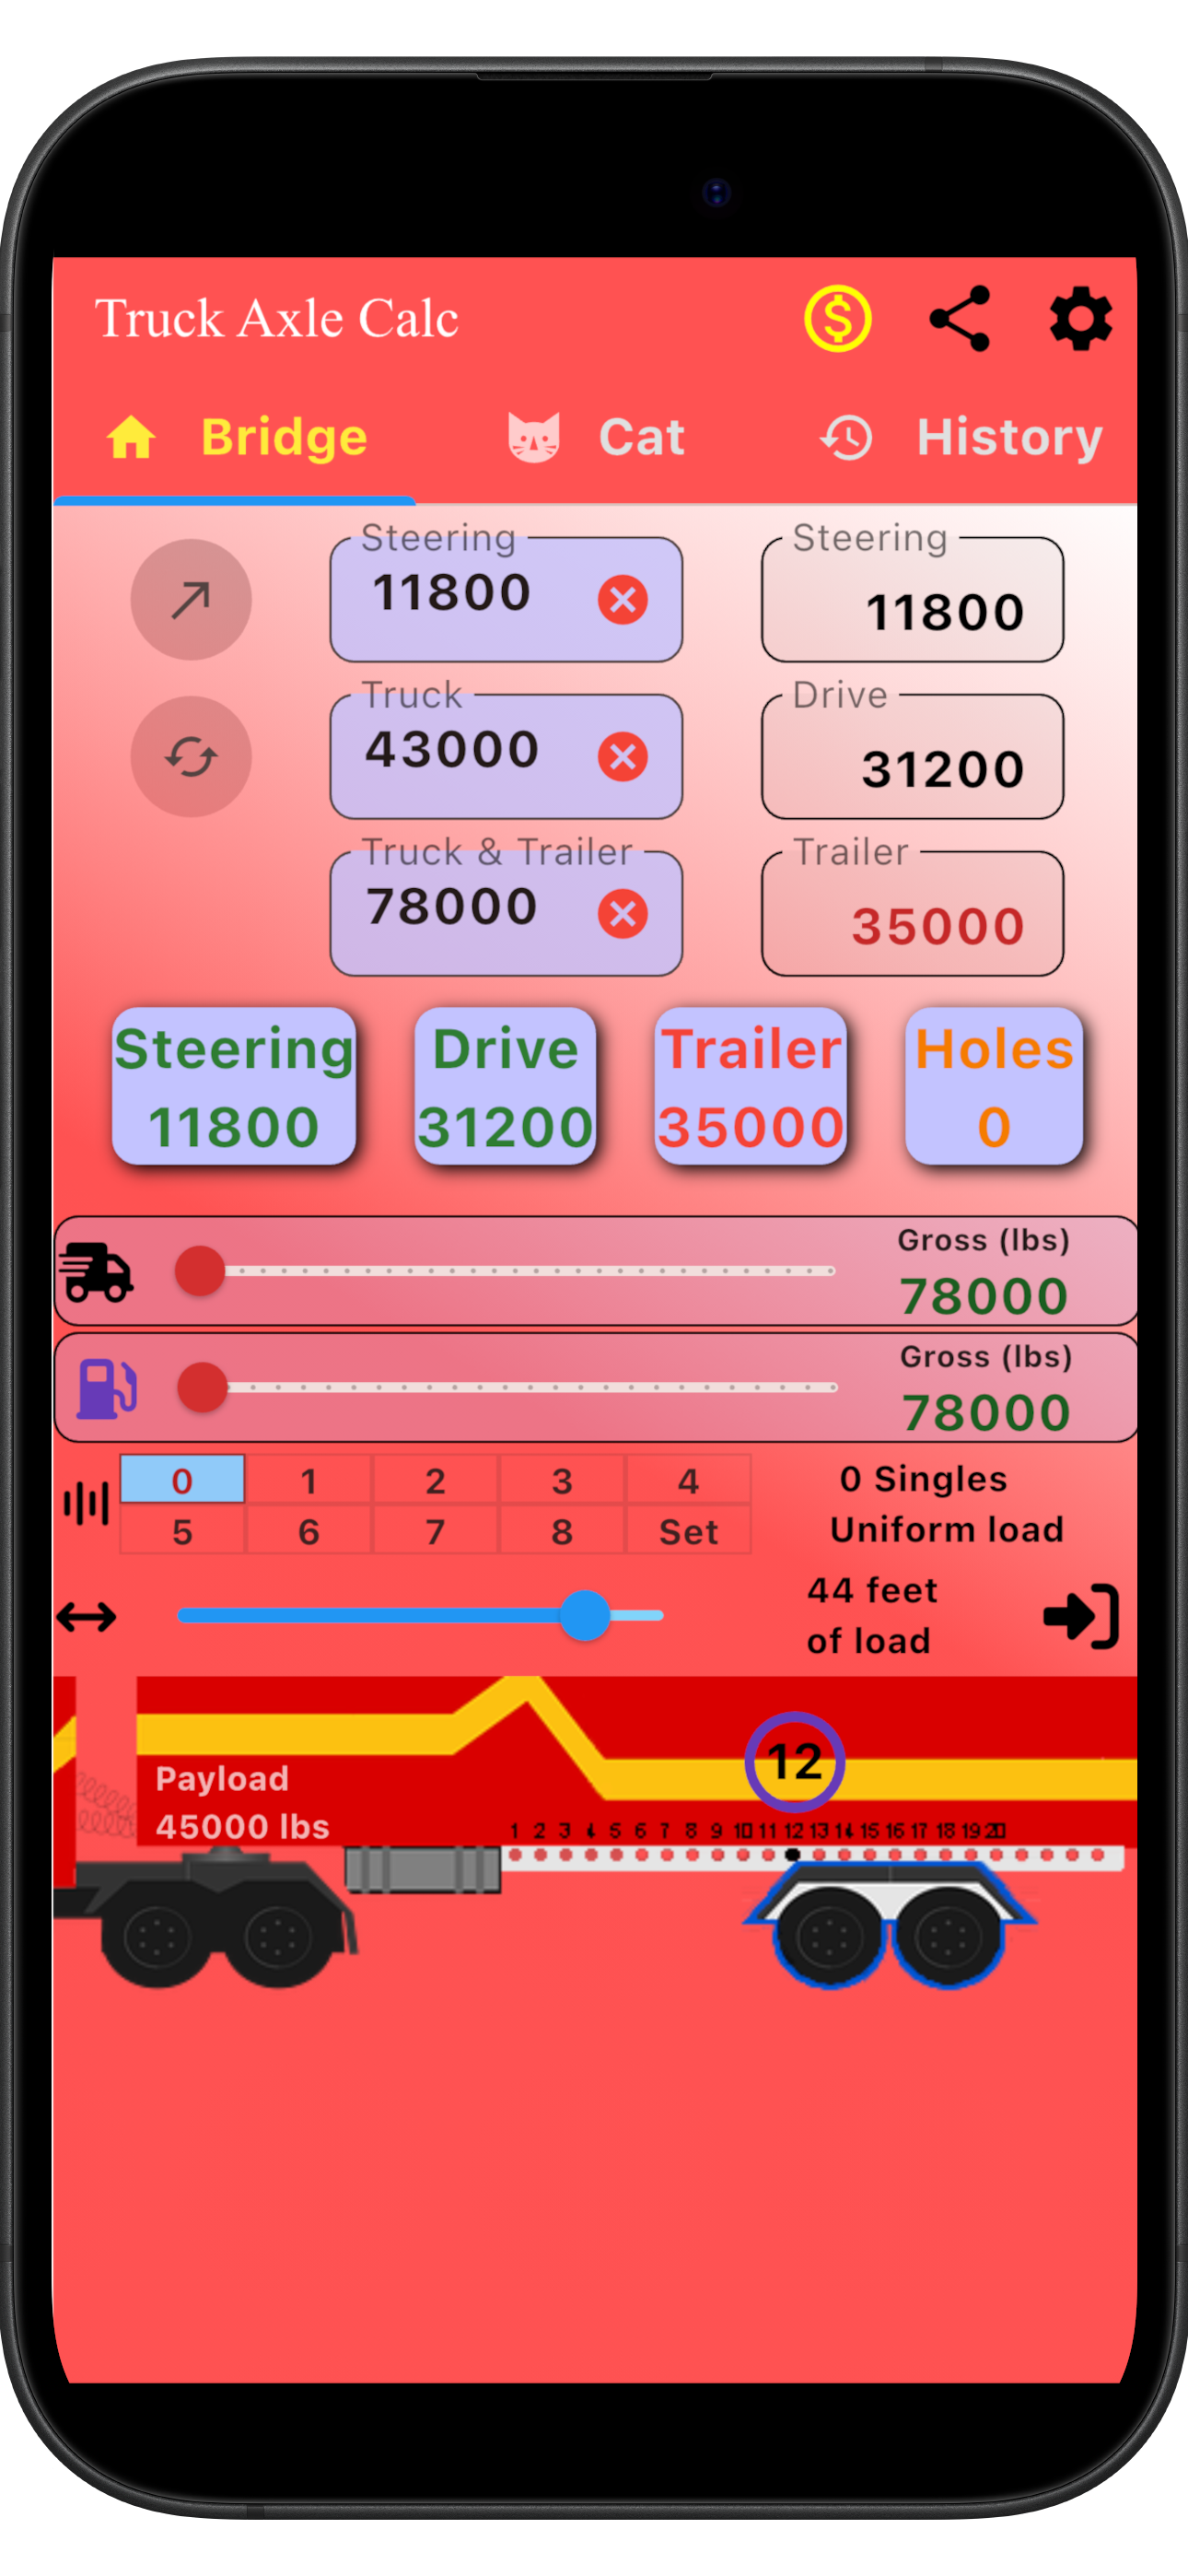 Truck Axle Calc
$
Bridge
Cat
History
Steering
11800
Steering
11800
Truck
43000
Drive
31200
Truck & Trailer
78000
Trailer
35000
Steering
11800
Drive
31200
Trailer
35000
Holes
0
Gross (lbs)
78000
Gross (lbs)
78000
0 1 2 3 4
5 6 7 8 Set
0 Singles
Uniform load
44 feet
of load
12
Payload
45000 lbs
1 2 3 4 5 6 7 8 9 10 11 12 13 14 15 16 17 18 19 20